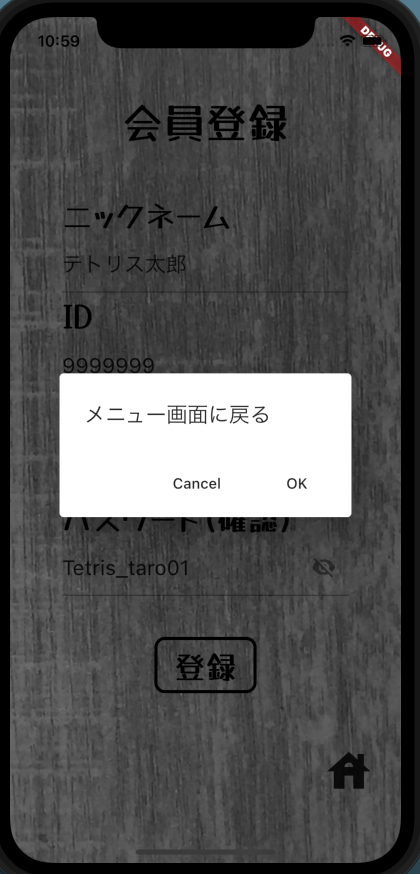 10:59
DEBUG
会員登録
ニックネーム
テトリス太郎
ID
9999999
メニュー画面に戻る
Cancel OK
パスワード(確認)
Tetris_taro01
登録